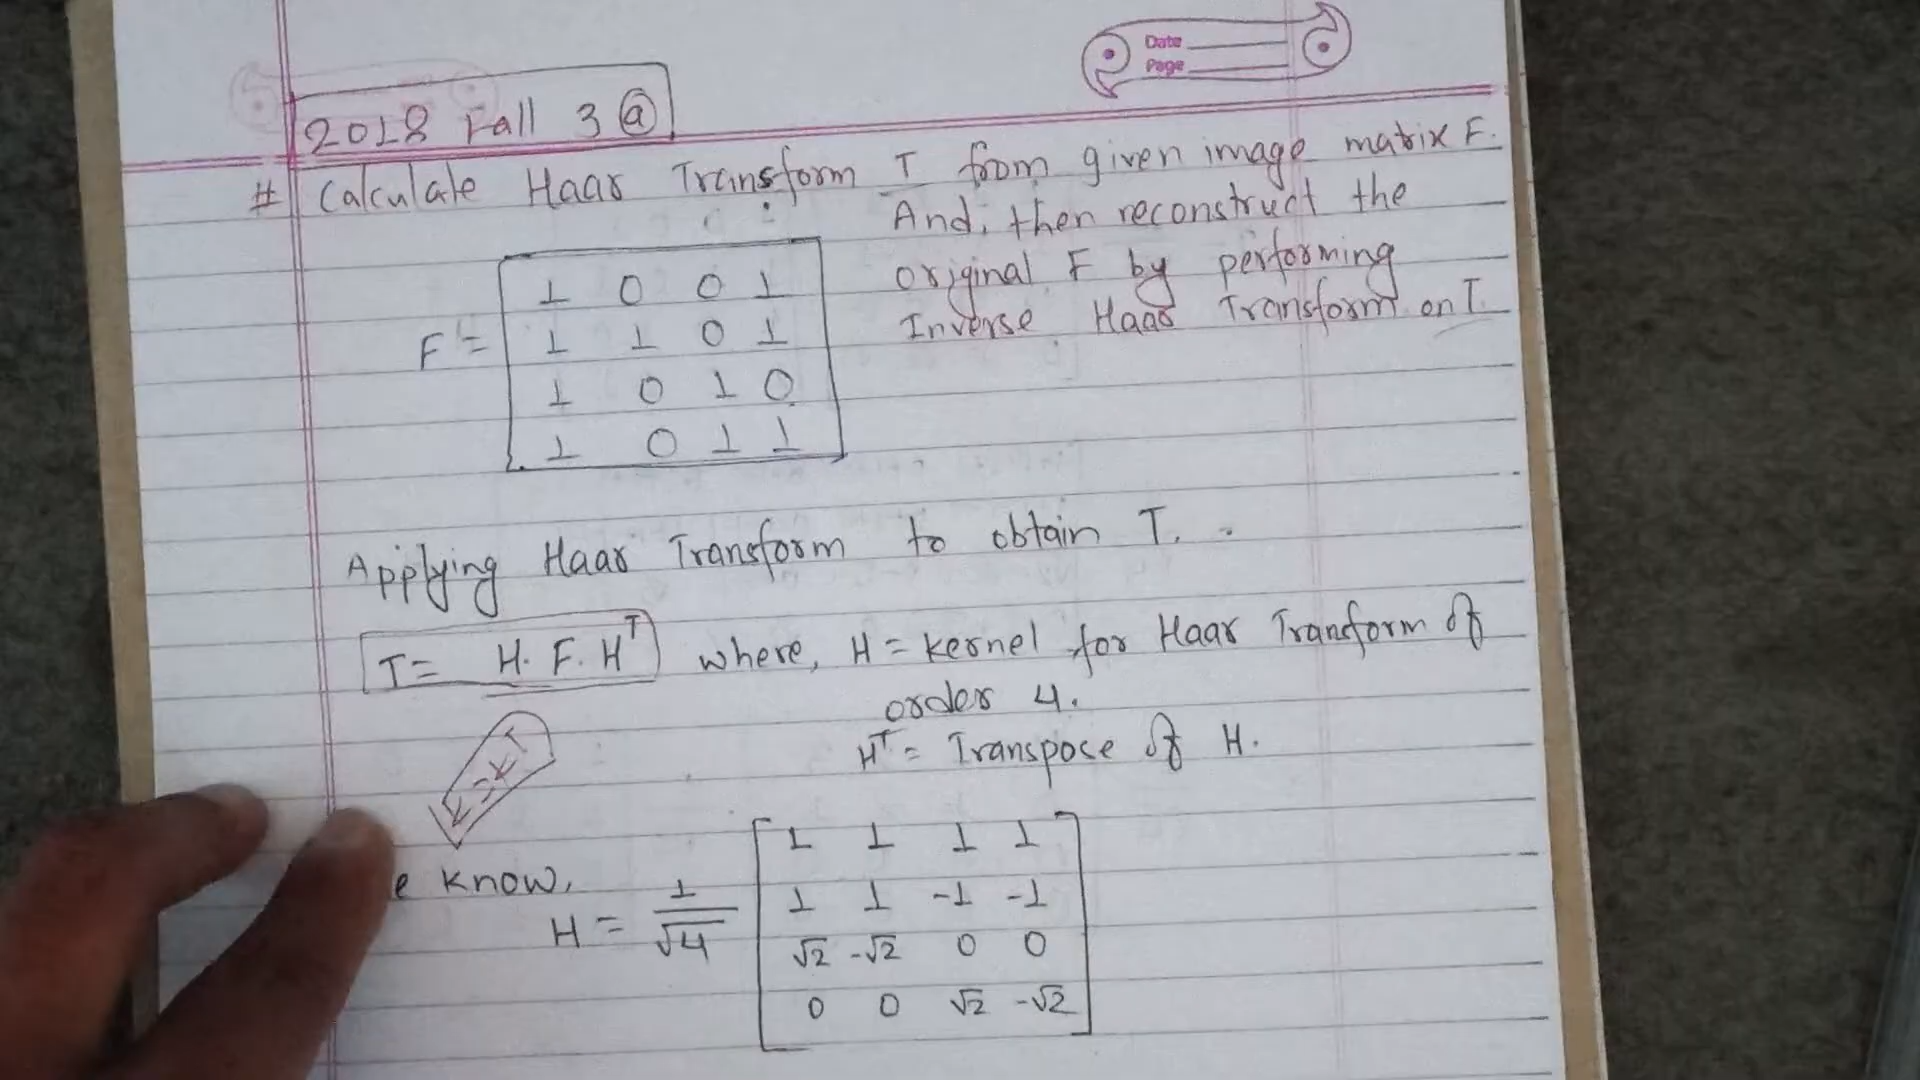 Date
Page
2018 Fall 3 ⓐ
# Calculate Haar Transform T from given image matrix F.
And, then reconstruct the
original F by performing
Inverse Haar Transform on T.
F =
1 0 0 1
1 1 0 1
1 0 1 0
1 0 1 1
Applying Haar Transform to obtain T.
T = H. F. Hᵀ where, H = kernel for Haar Transform of
order 4.
Hᵀ = Transpose of H.
e know,
H = 1/√4
1 1 1 1
1 1 -1 -1
√2 -√2 0 0
0 0 √2 -√2